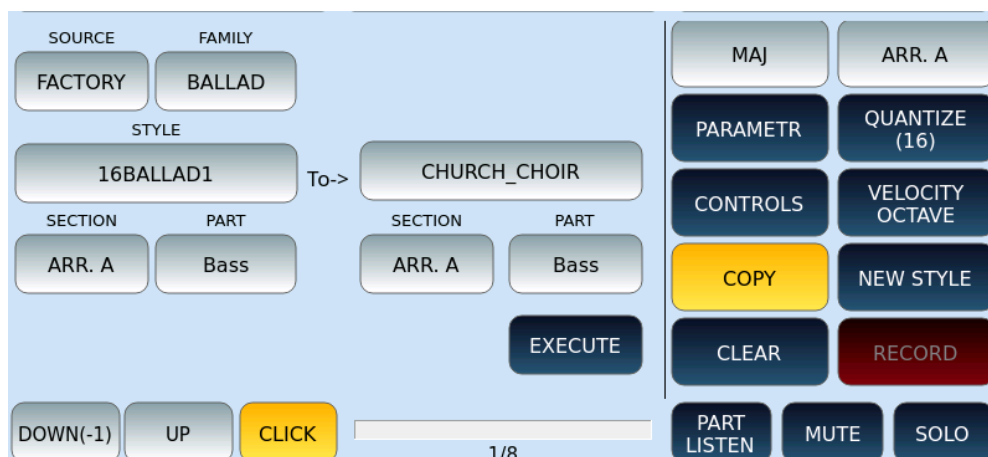 SOURCE FAMILY
FACTORY BALLAD
STYLE
16BALLAD1 To-> CHURCH_CHOIR
SECTION PART SECTION PART
ARR. A Bass ARR. A Bass
EXECUTE
DOWN(-1) UP CLICK
1/8
MAJ ARR. A
PARAMETR QUANTIZE
(16)
CONTROLS VELOCITY
OCTAVE
COPY NEW STYLE
CLEAR RECORD
PART
LISTEN MUTE SOLO